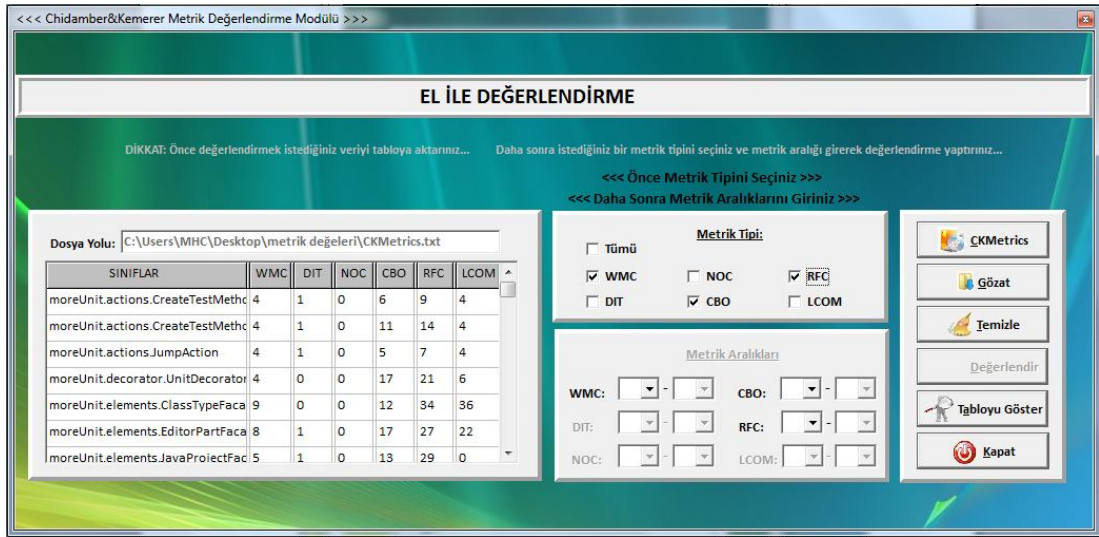 <<< Chidamber&Kemerer Metrik Değerlendirme Modülü >>>
EL İLE DEĞERLENDİRME
DİKKAT: Önce değerlendirmek istediğiniz veriyi tabloya aktarınız... Daha sonra istediğiniz bir metrik tipini seçiniz ve metrik aralığı girerek değerlendirme yaptırınız...
<<< Önce Metrik Tipini Seçiniz >>>
<<< Daha Sonra Metrik Aralıklarını Giriniz >>>
Dosya Yolu: C:\Users\MHC\Desktop\metrik değeleri\CKMetrics.txt
SINIFLAR WMC DIT NOC CBO RFC LCOM
moreUnit.actions.CreateTestMetho 4 1 0 6 9 4
moreUnit.actions.CreateTestMetho 4 1 0 11 14 4
moreUnit.actions.JumpAction 4 1 0 5 7 4
moreUnit.decorator.UnitDecorator 4 0 0 17 21 6
moreUnit.elements.ClassTypeFaca 9 0 0 12 34 36
moreUnit.elements.EditorPartFaca 8 1 0 17 27 22
moreUnit.elements.JavaProjectFac 5 1 0 13 29 0
Metrik Tipi:
Tümü
WMC NOC RFC
DIT CBO LCOM
Metrik Aralıkları
WMC: - CBO: -
DIT: - RFC: -
NOC: - LCOM: -
CKMetrics
Gözat
Temizle
Değerlendir
Tabloyu Göster
Kapat